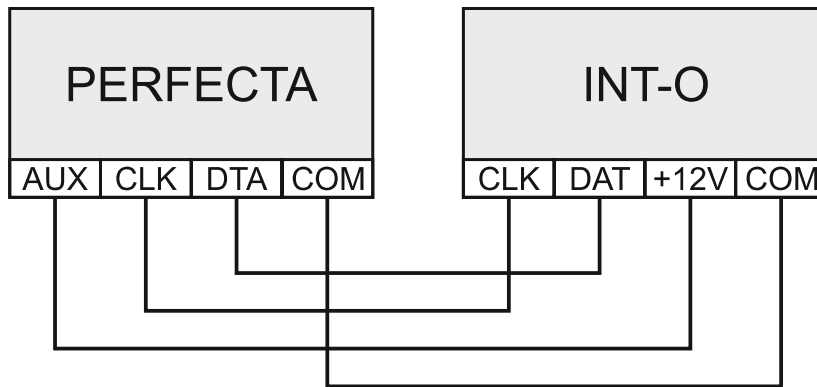 PERFECTA INT-O
AUX CLK DTA COM CLK DAT +12V COM